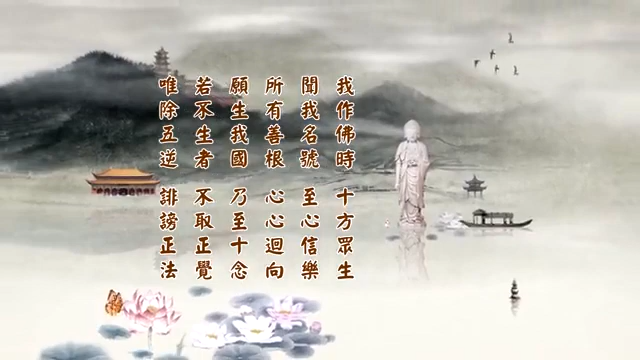 我作佛時 十方眾生
聞我名號 至心信樂
所有善根 心心迴向
願生我國 乃至十念
若不生者 不取正覺
唯除五逆 誹謗正法